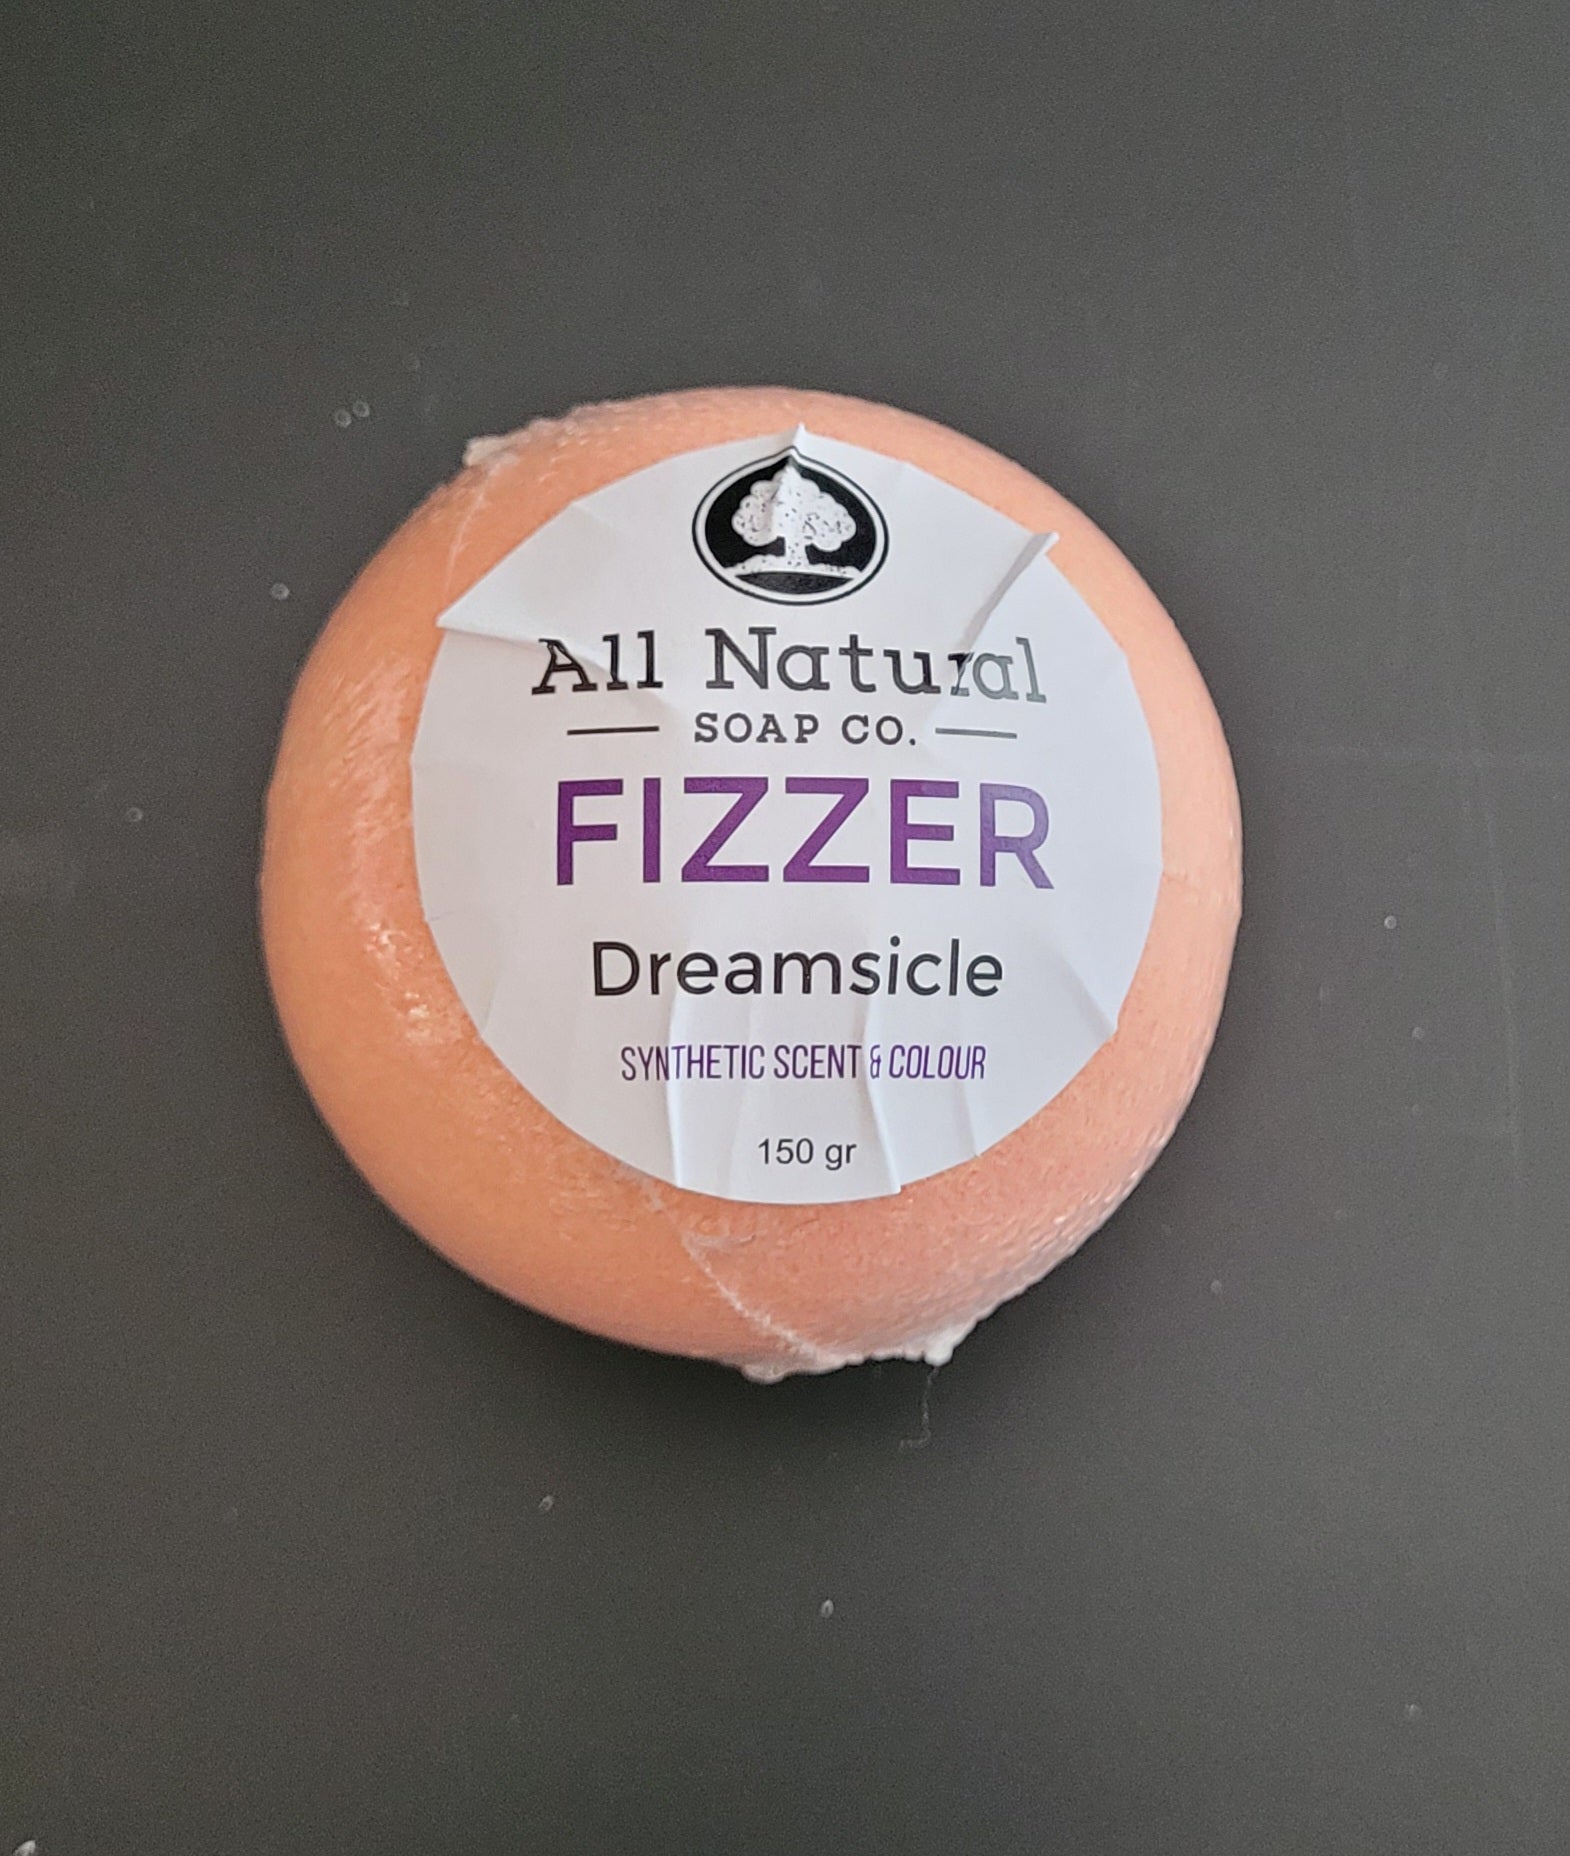 All Natural
SOAP CO.
FIZZER
Dreamsicle
SYNTHETIC SCENT & COLOUR
150 gr